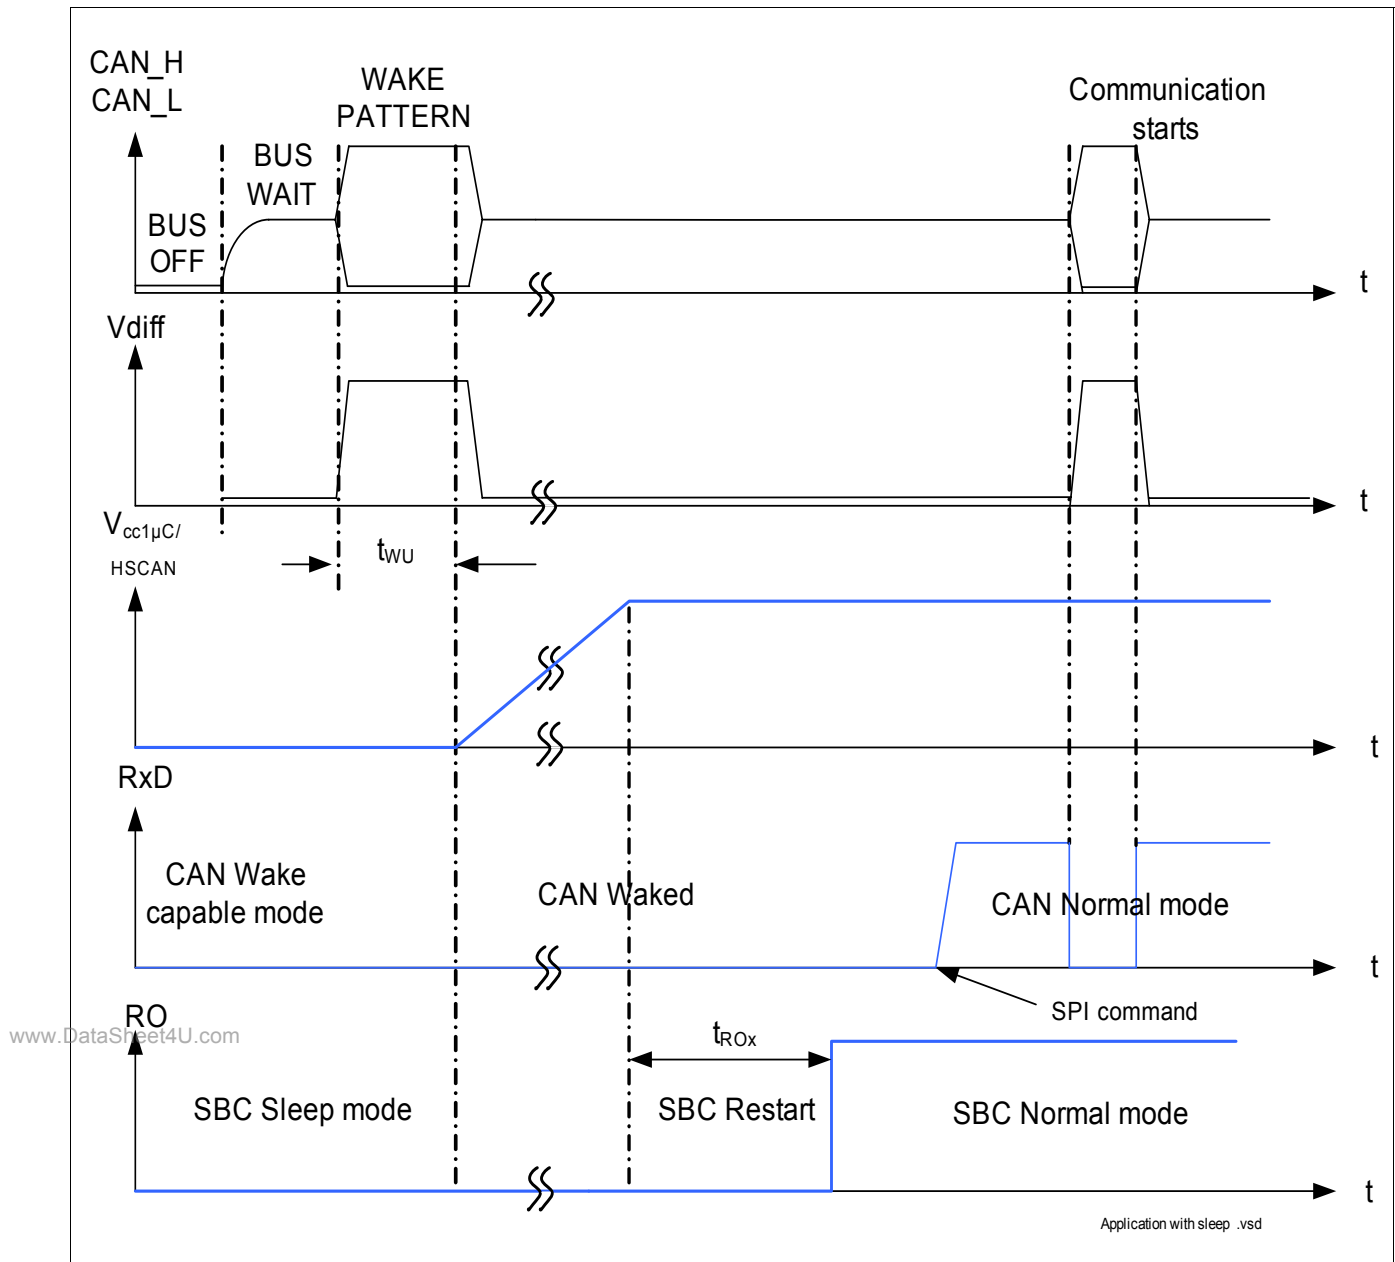 CAN_H
CAN_L
WAKE
PATTERN
Communication
starts
BUS
WAIT
BUS
OFF
t
Vdiff
t
Vcc1µC/
HSCAN
tWU
t
RxD
CAN Wake
capable mode
CAN Waked
CAN Normal mode
t
SPI command
RO
www.DataSheet4U.com
tROx
SBC Sleep mode
SBC Restart
SBC Normal mode
t
Application with sleep .vsd